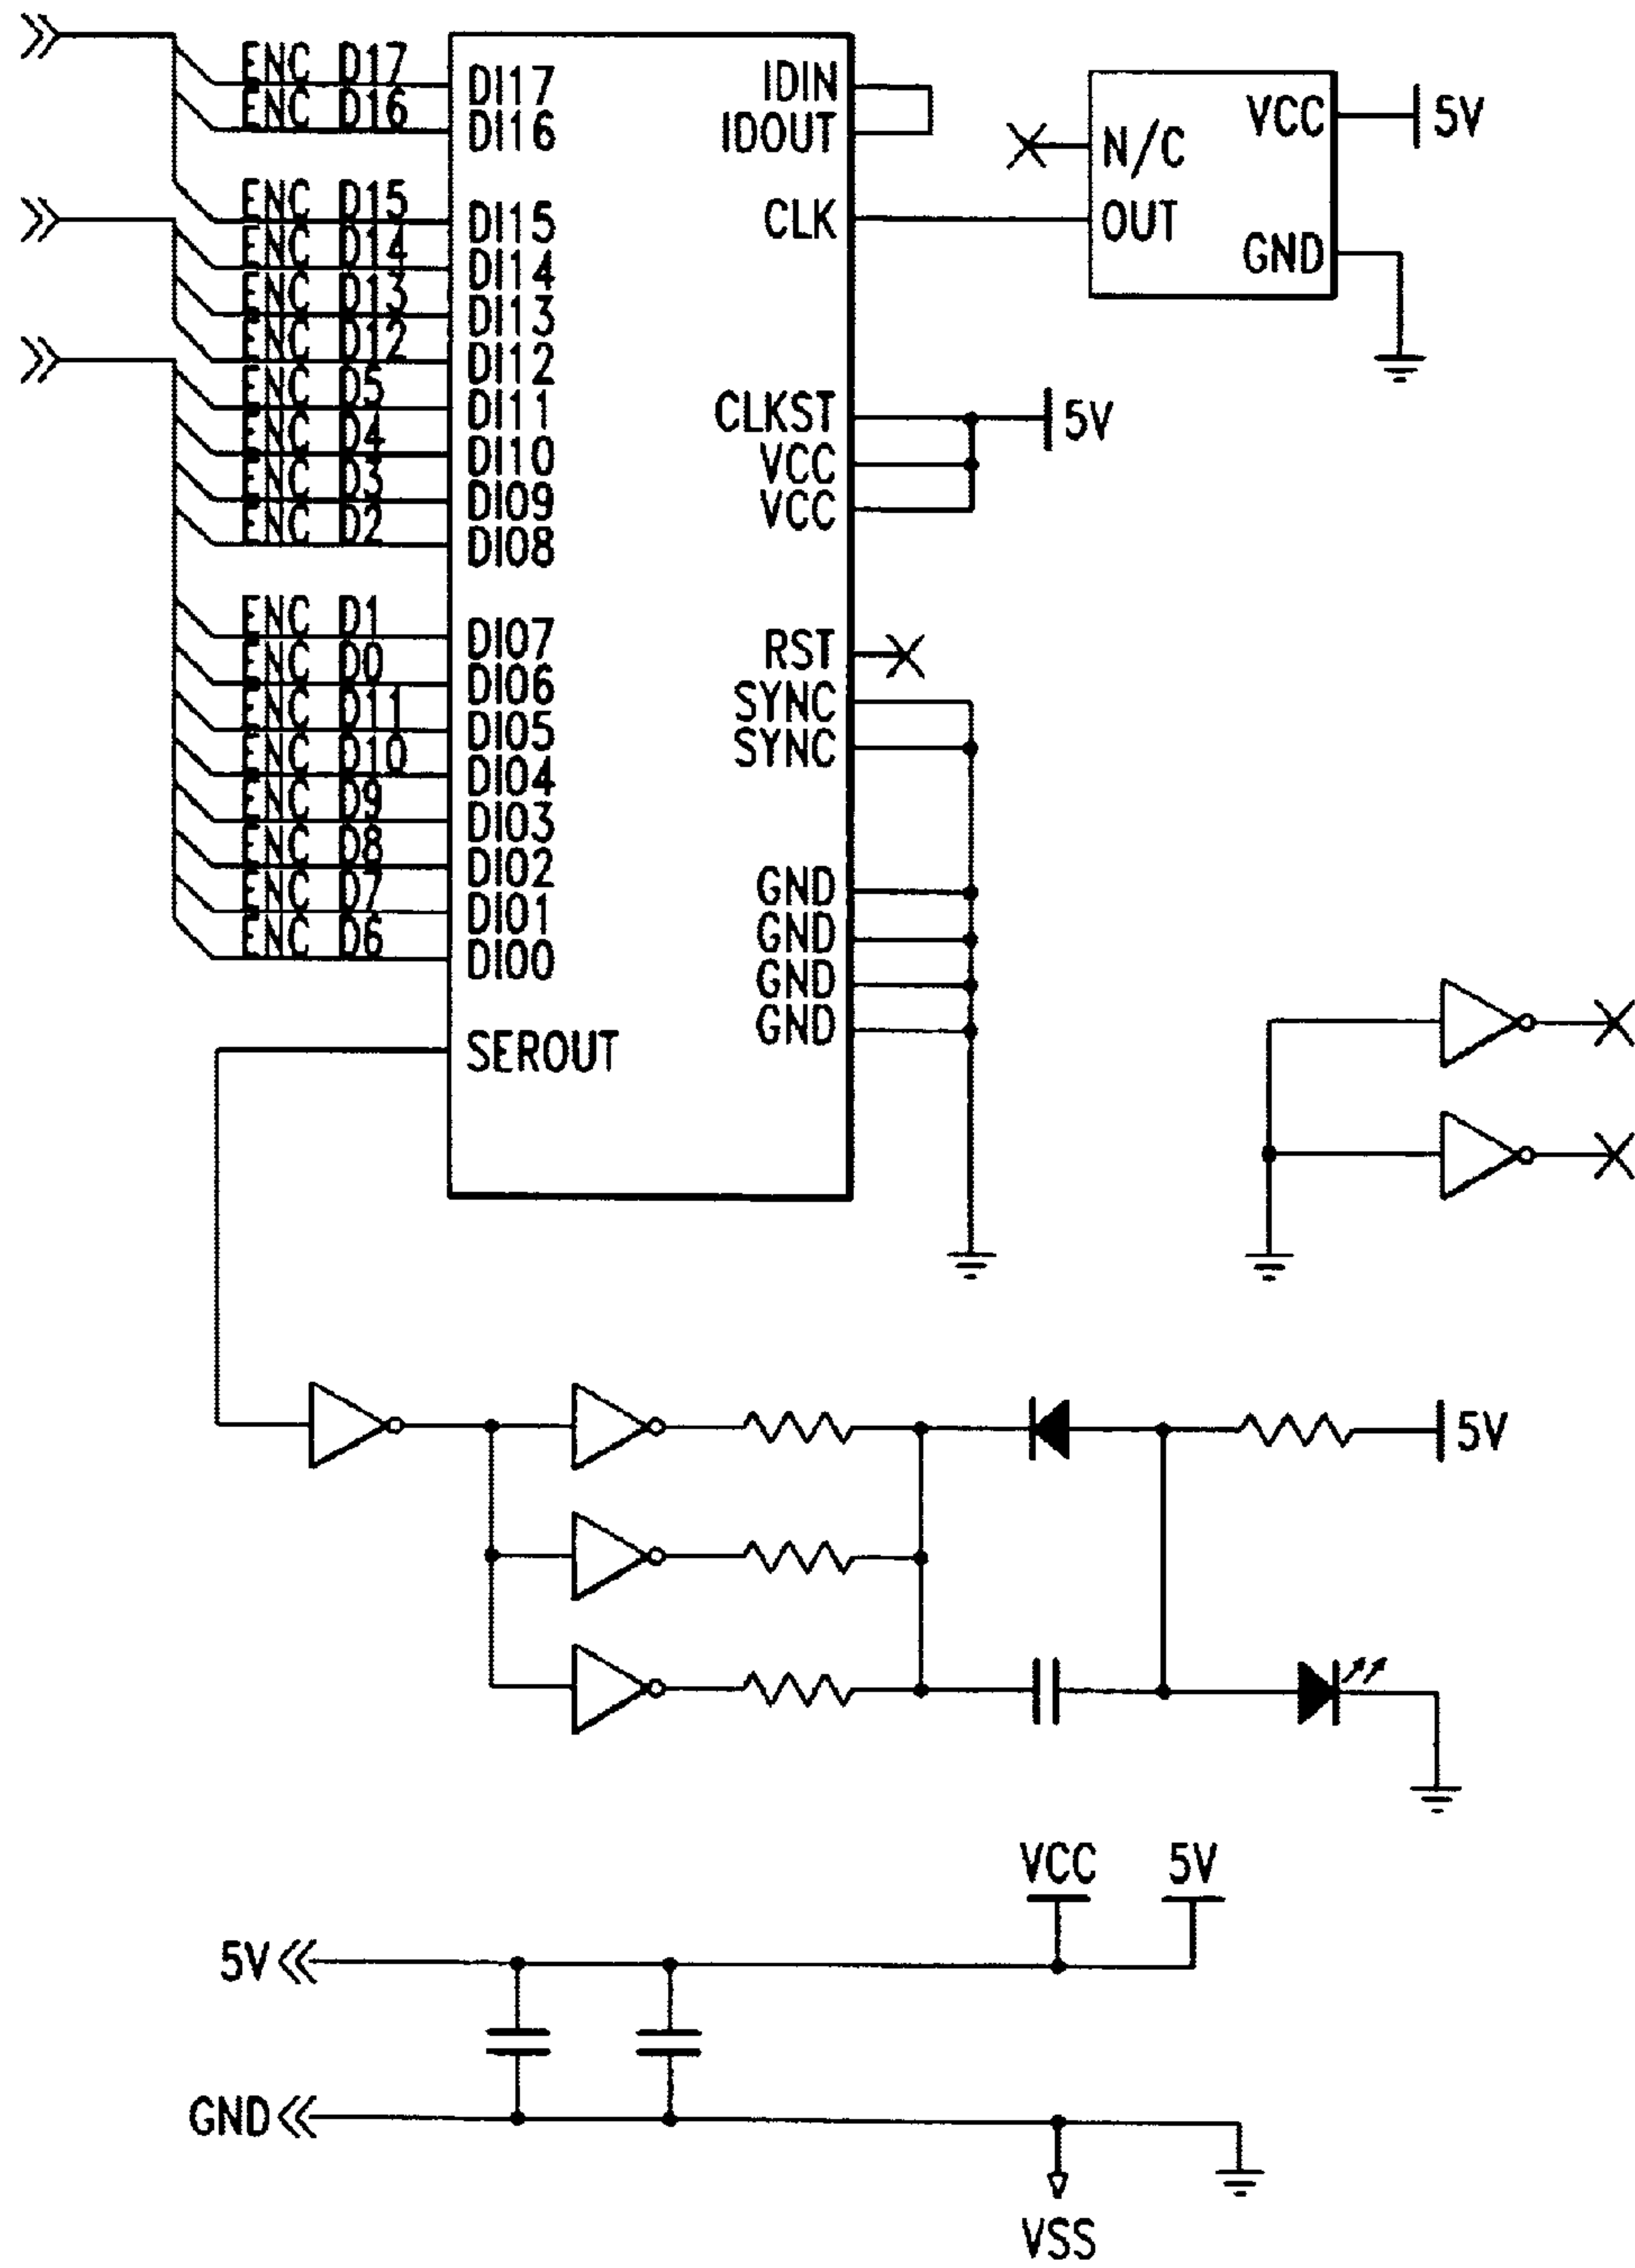 ENC D17
ENC D16
ENC D15
ENC D14
ENC D13
ENC D12
ENC D5
ENC D4
ENC D3
ENC D2
ENC D1
ENC D0
ENC D11
ENC D10
ENC D9
ENC D8
ENC D7
ENC D6
DI17
DI16
DI15
DI14
DI13
DI12
DI11
DI10
DI09
DI08
DI07
DI06
DI05
DI04
DI03
DI02
DI01
DI00
SEROUT
IDIN
IDOUT
CLK
CLKST
VCC
VCC
RST
SYNC
SYNC
GND
GND
GND
GND
5V
N/C
OUT
VCC
GND
5V
5V
VCC
5V
5V
GND
VSS